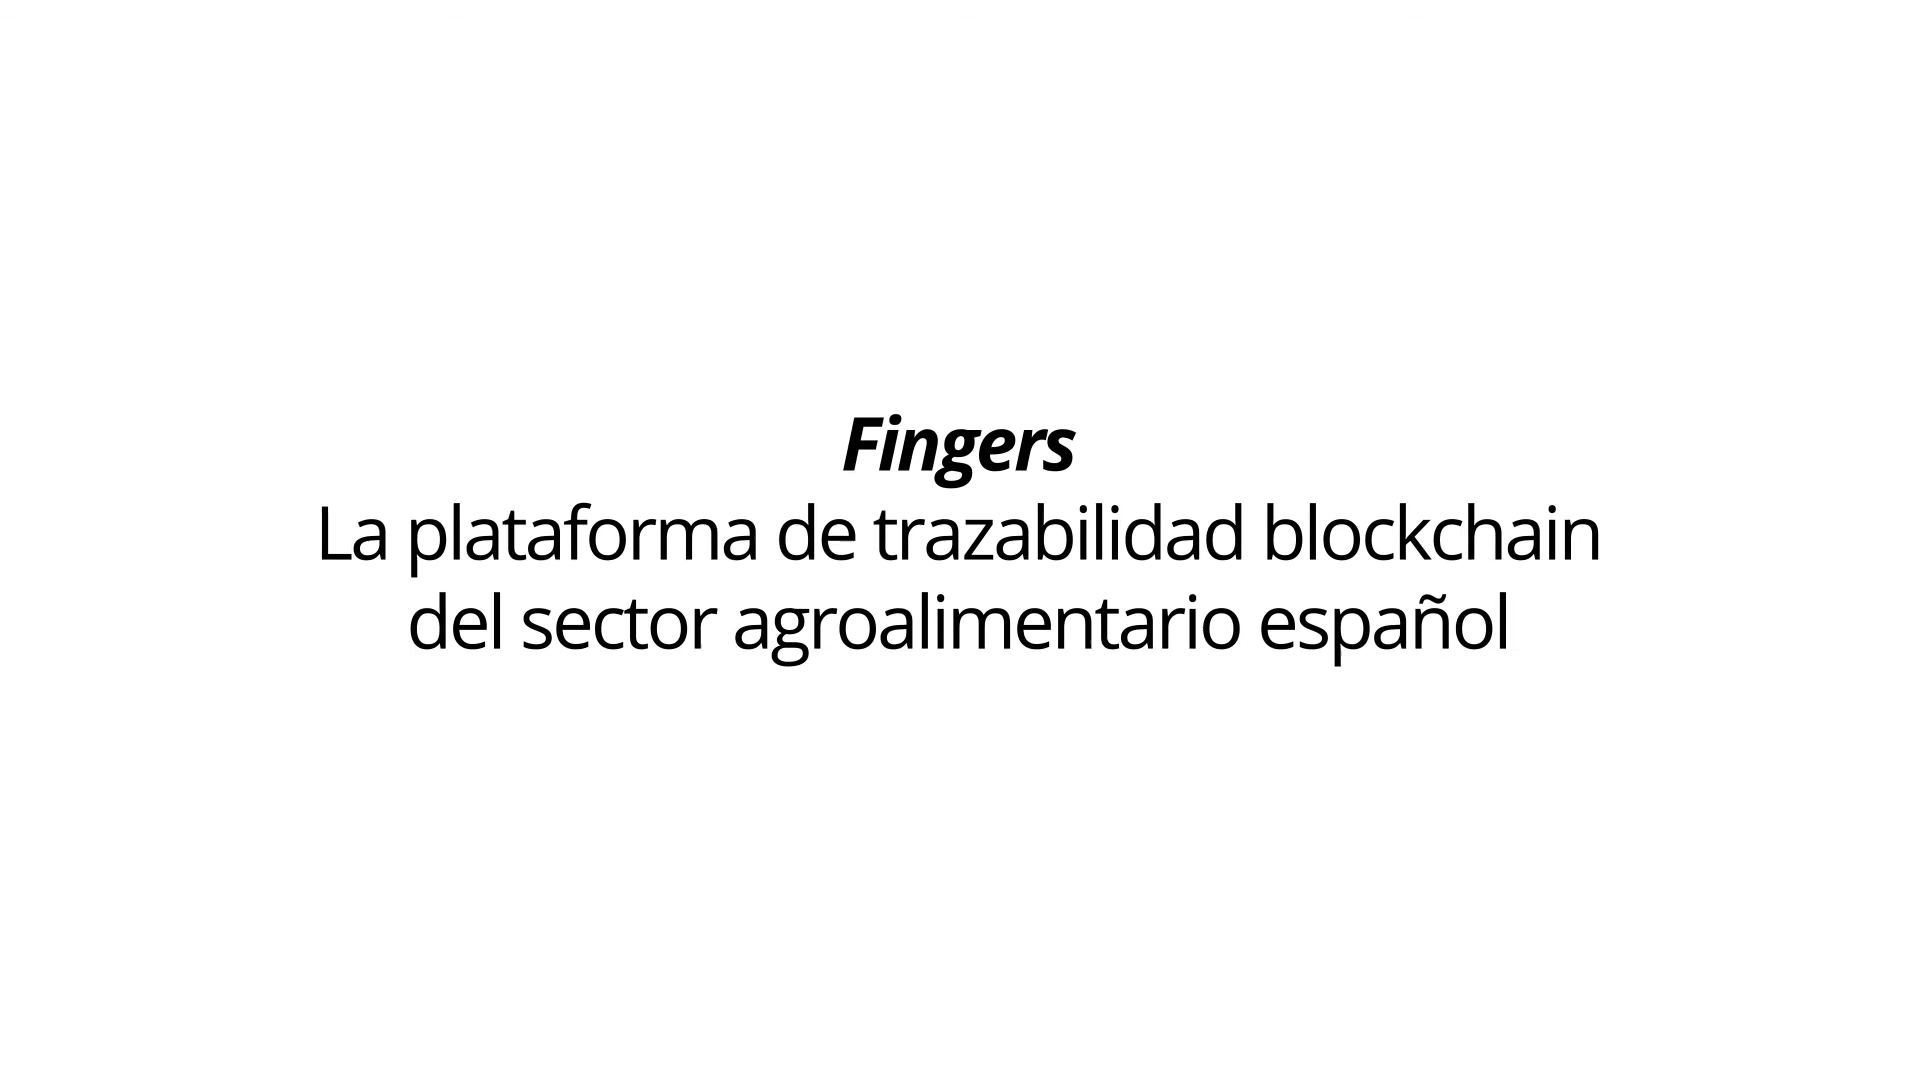 Fingers
La plataforma de trazabilidad blockchain
del sector agroalimentario español